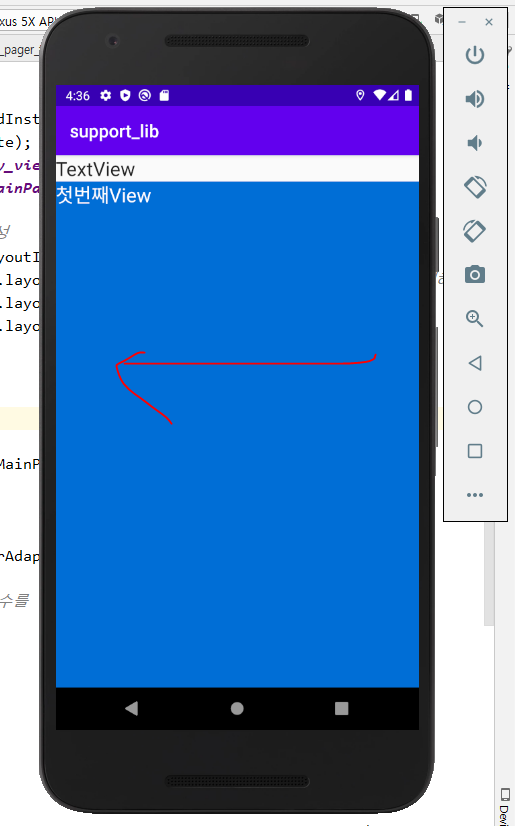 xus 5X API
_pager_
4:36
support_lib
TextView
첫번째View
dInst
te);
y_vie
ainPa
성
youtI
.layo
.layo
.layo
MainP
rAdap
수를
Devi